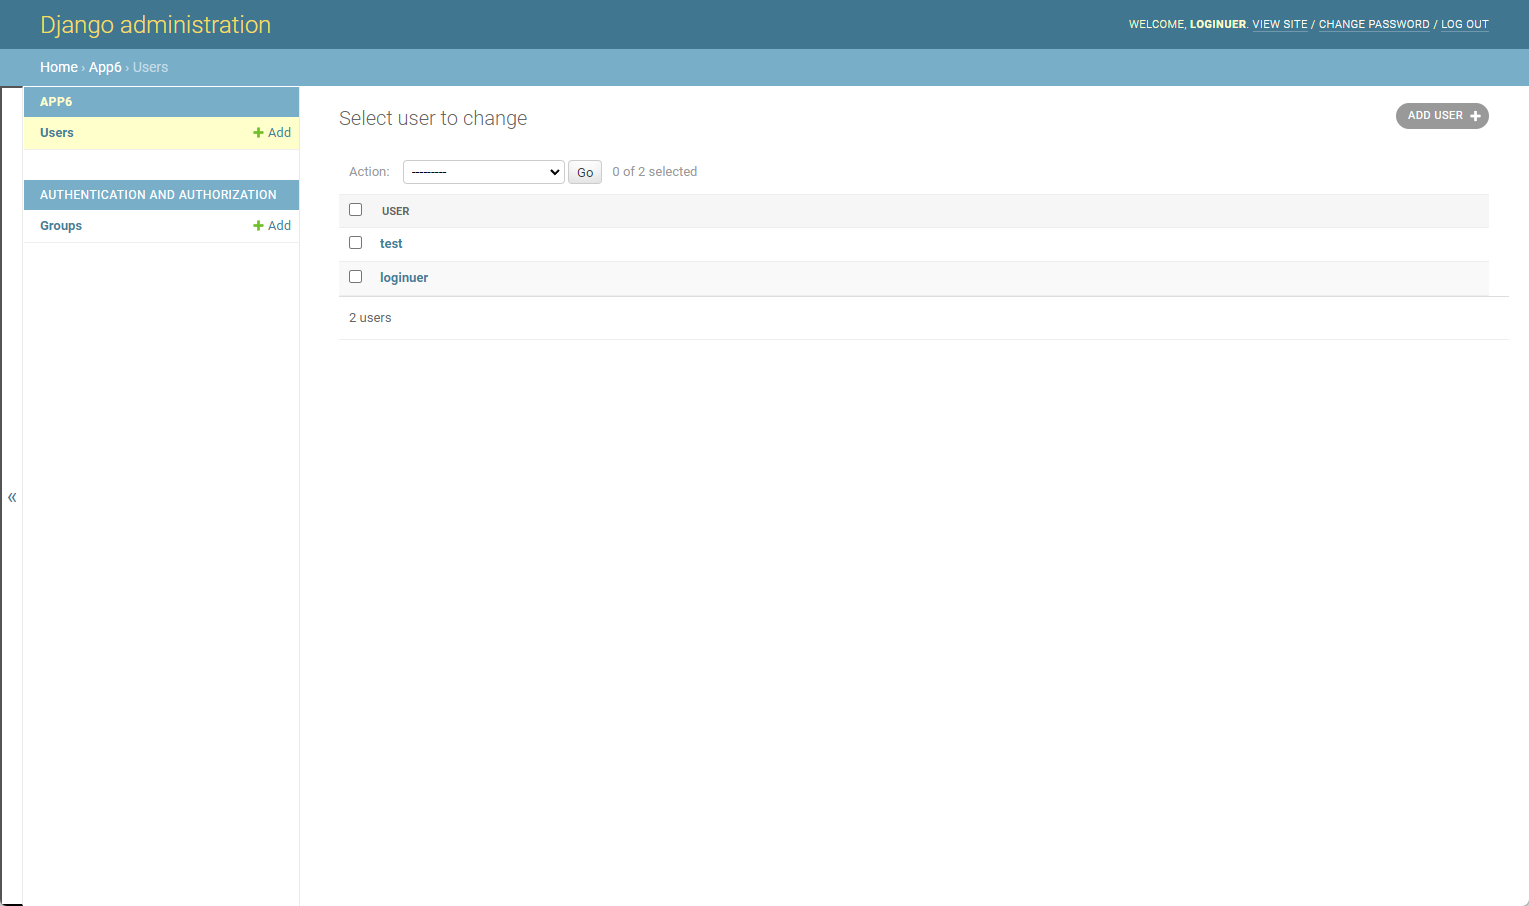 Django administration
WELCOME, LOGINUER. VIEW SITE / CHANGE PASSWORD / LOG OUT
Home › App6 › Users
APP6
Users + Add
AUTHENTICATION AND AUTHORIZATION
Groups + Add
«
Select user to change
ADD USER +
Action: --------- Go 0 of 2 selected
USER
test
loginuer
2 users